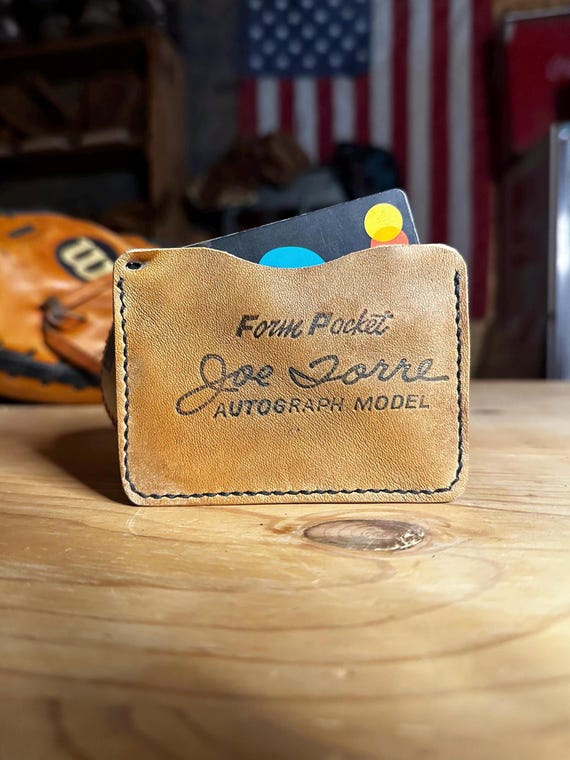 W
Form Pocket
Joe Torre
AUTOGRAPH MODEL